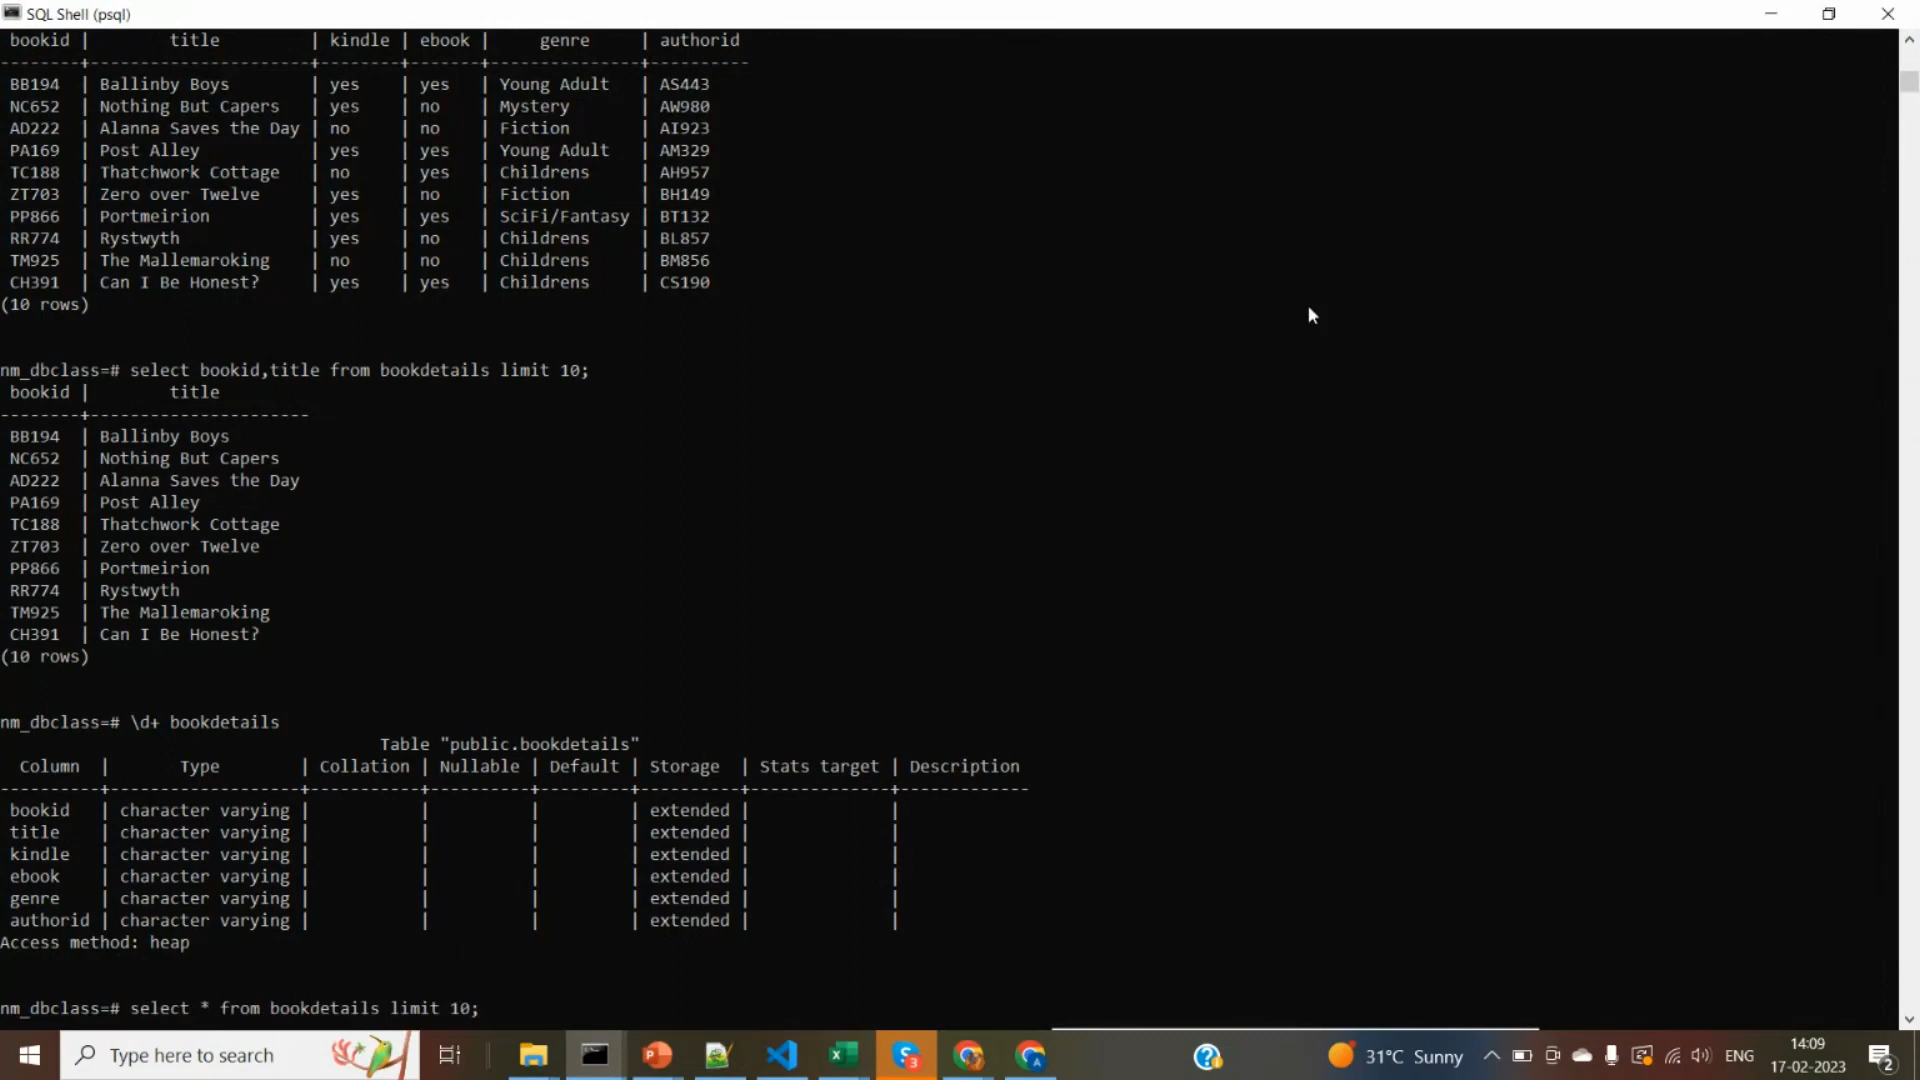 SQL Shell (psql)
bookid | title | kindle | ebook | genre | authorid
--------+----------------------+--------+-------+---------------+----------
BB194 | Ballinby Boys | yes | yes | Young Adult | AS443
NC652 | Nothing But Capers | yes | no | Mystery | AW980
AD222 | Alanna Saves the Day | no | no | Fiction | AI923
PA169 | Post Alley | yes | yes | Young Adult | AM329
TC188 | Thatchwork Cottage | no | yes | Childrens | AH957
ZT703 | Zero over Twelve | yes | no | Fiction | BH149
PP866 | Portmeirion | yes | yes | SciFi/Fantasy | BT132
RR774 | Rystwyth | yes | no | Childrens | BL857
TM925 | The Mallemaroking | no | no | Childrens | BM856
CH391 | Can I Be Honest? | yes | yes | Childrens | CS190
(10 rows)
nm_dbclass=# select bookid,title from bookdetails limit 10;
bookid | title
--------+----------------------
BB194 | Ballinby Boys
NC652 | Nothing But Capers
AD222 | Alanna Saves the Day
PA169 | Post Alley
TC188 | Thatchwork Cottage
ZT703 | Zero over Twelve
PP866 | Portmeirion
RR774 | Rystwyth
TM925 | The Mallemaroking
CH391 | Can I Be Honest?
(10 rows)
nm_dbclass=# \d+ bookdetails
Table "public.bookdetails"
Column | Type | Collation | Nullable | Default | Storage | Stats target | Description
----------+-------------------+-----------+----------+---------+----------+--------------+-------------
bookid | character varying | | | | extended | |
title | character varying | | | | extended | |
kindle | character varying | | | | extended | |
ebook | character varying | | | | extended | |
genre | character varying | | | | extended | |
authorid | character varying | | | | extended | |
Access method: heap
nm_dbclass=# select * from bookdetails limit 10;
Type here to search
31°C Sunny
ENG
14:09
17-02-2023
2